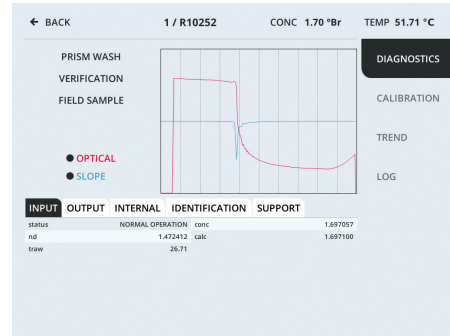 ← BACK 1 / R10252 CONC 1.70 °Br TEMP 51.71 °C
PRISM WASH
VERIFICATION
FIELD SAMPLE
OPTICAL
SLOPE
DIAGNOSTICS
CALIBRATION
TREND
LOG
INPUT OUTPUT INTERNAL IDENTIFICATION SUPPORT
status NORMAL OPERATION conc 1.697057
nd 1.472412 calc 1.697100
traw 26.71